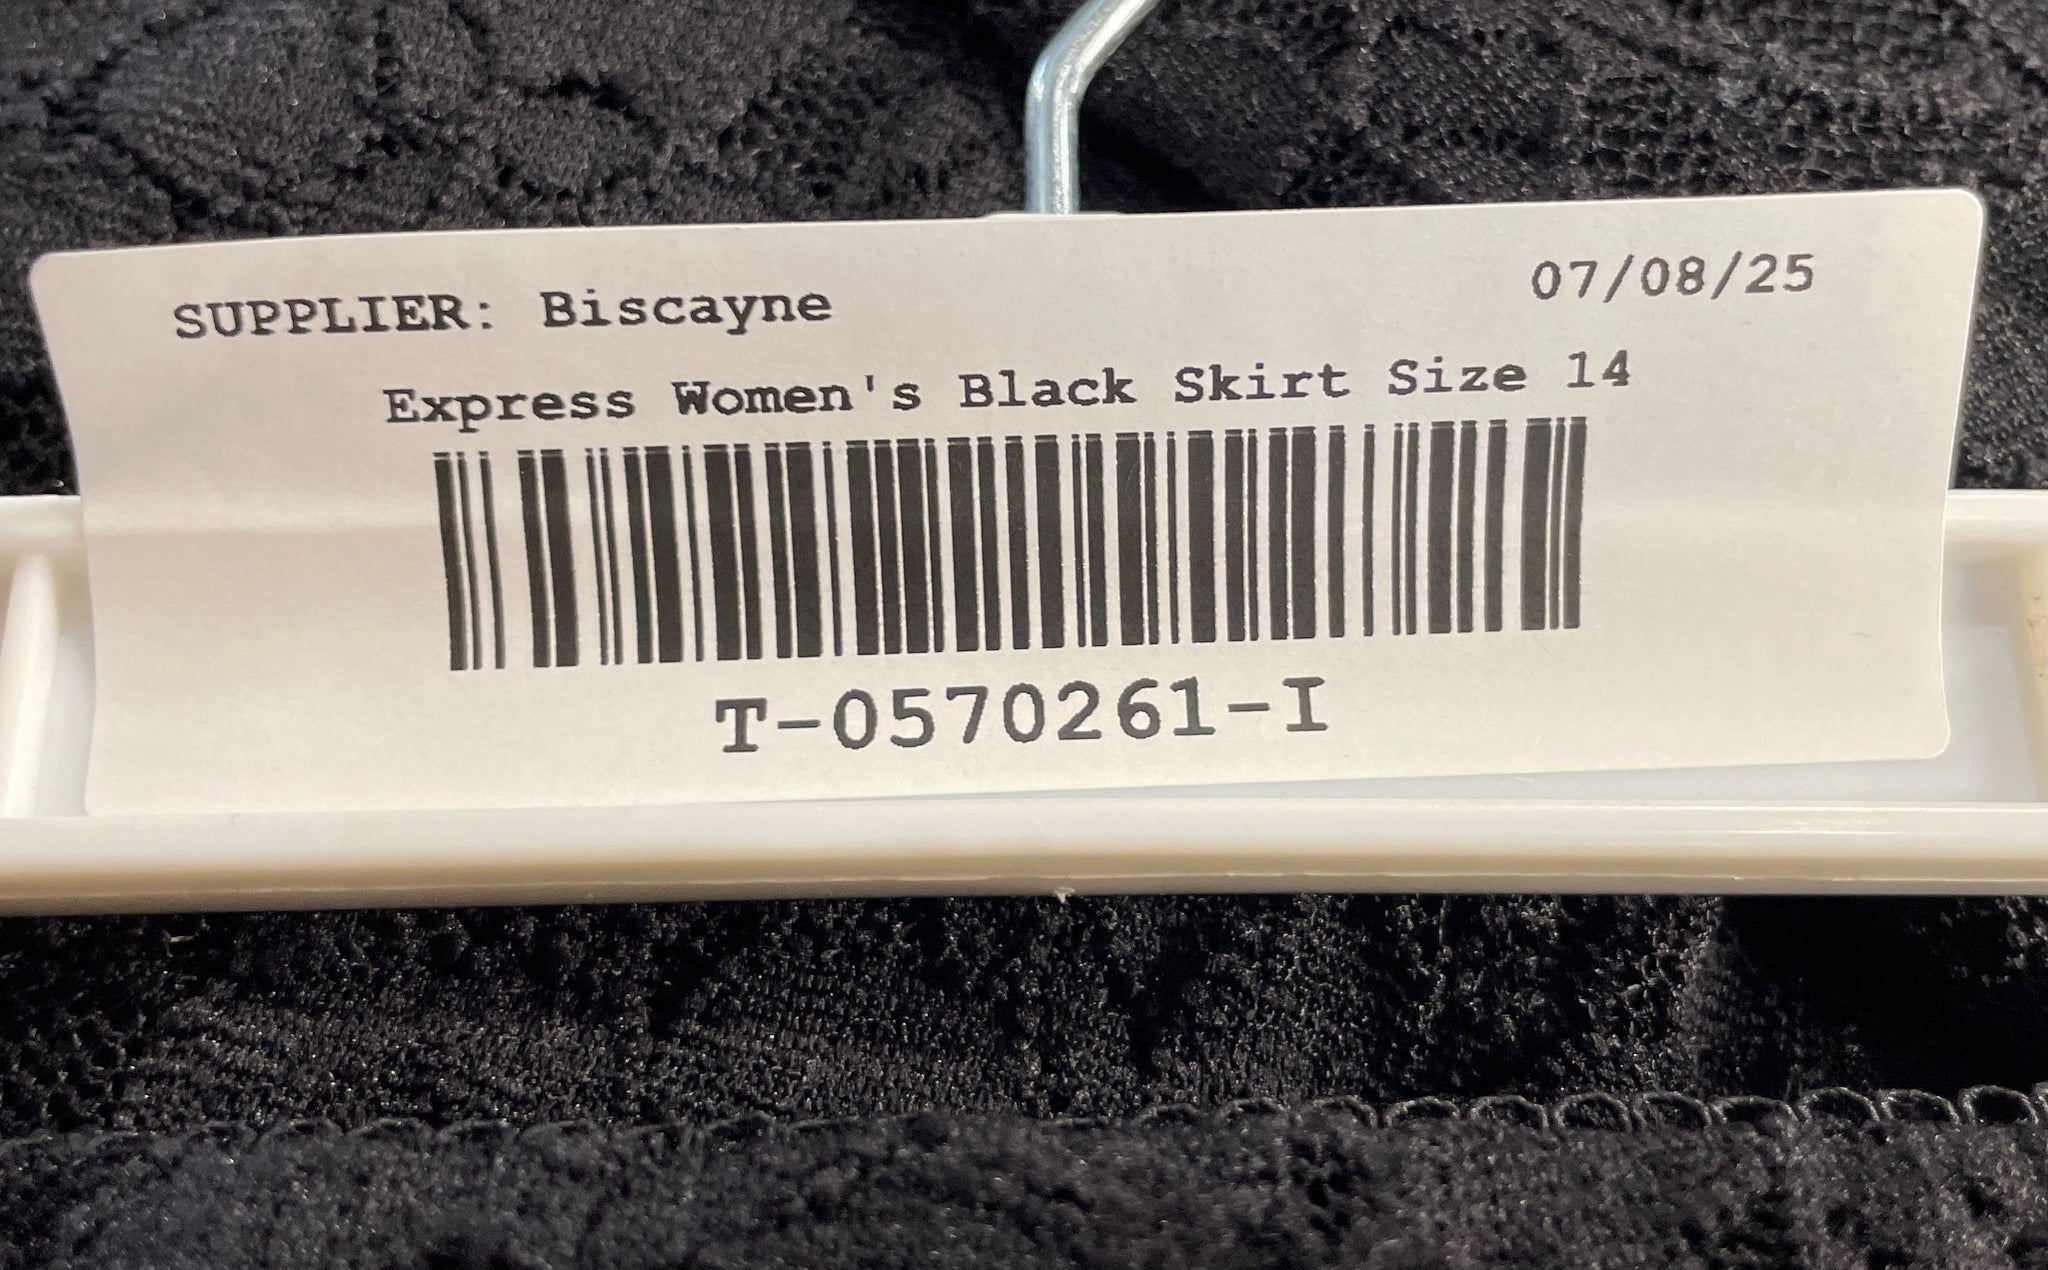 SUPPLIER: Biscayne 07/08/25
Express Women's Black Skirt Size 14
T-0570261-I